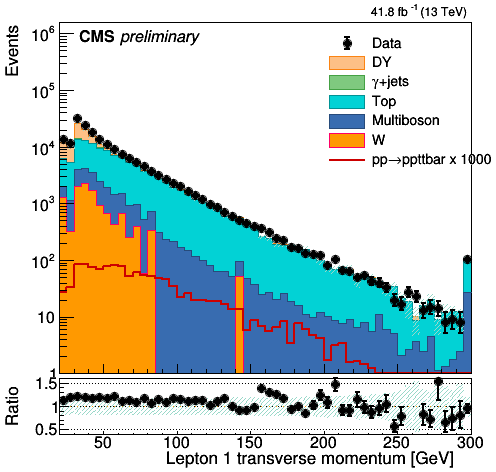 41.8 fb⁻¹ (13 TeV)
CMS preliminary
Events
10⁶
10⁵
10⁴
10³
10²
10
1
Data
DY
γ+jets
Top
Multiboson
W
pp→ppttbar x 1000
Ratio
1.5
1
0.5
50 100 150 200 250 300
Lepton 1 transverse momentum [GeV]